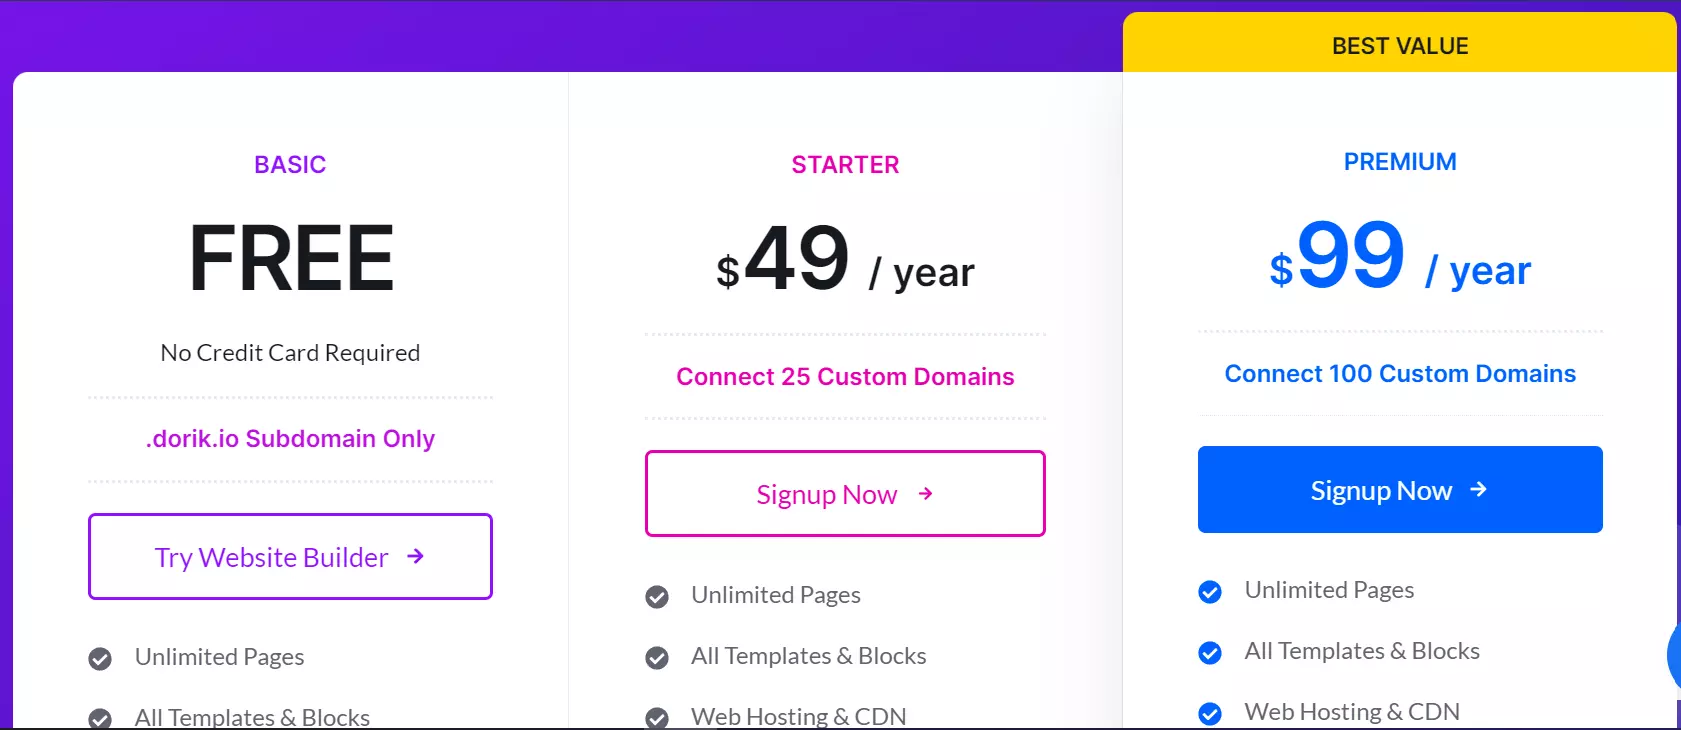 BASIC
FREE
No Credit Card Required
.dorik.io Subdomain Only
Try Website Builder
Unlimited Pages
All Templates & Blocks
STARTER
$49 / year
Connect 25 Custom Domains
Signup Now
Unlimited Pages
All Templates & Blocks
Web Hosting & CDN
BEST VALUE
PREMIUM
$99 / year
Connect 100 Custom Domains
Signup Now
Unlimited Pages
All Templates & Blocks
Web Hosting & CDN